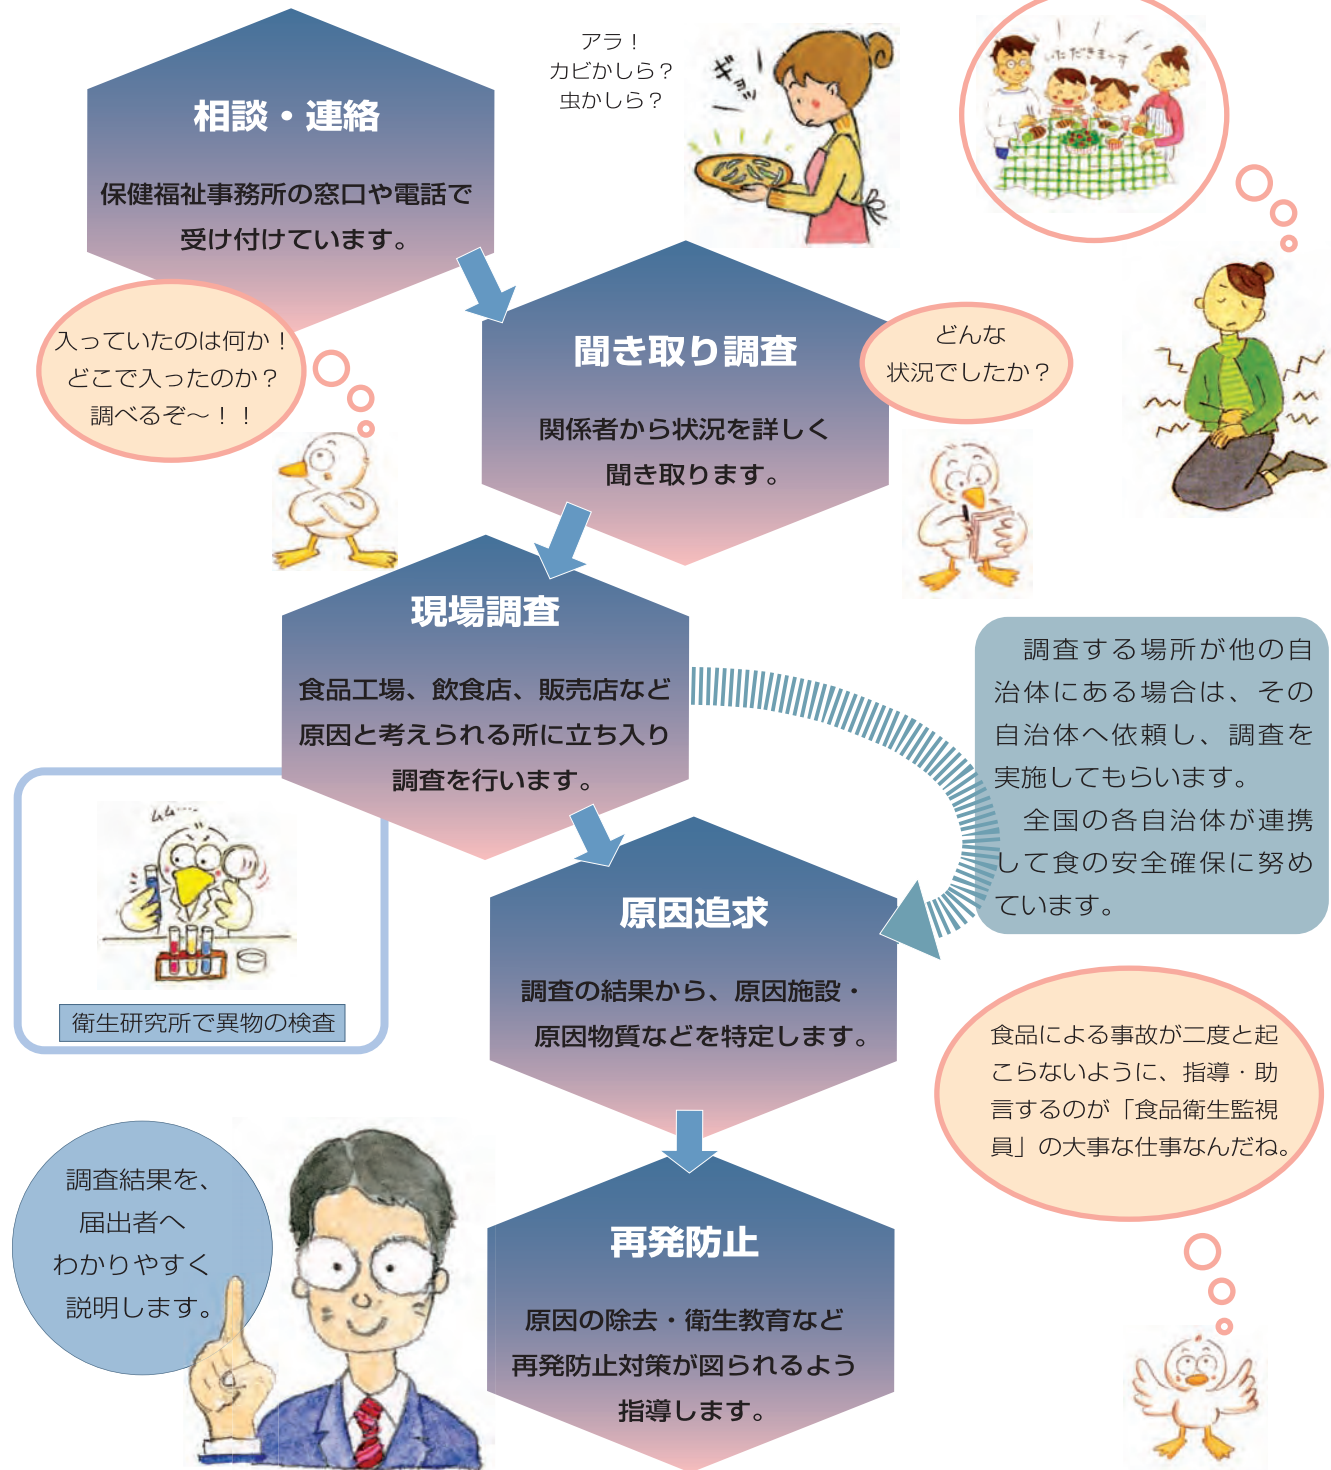 相談・連絡
保健福祉事務所の窓口や電話で
受け付けています。
アラ！
カビかしら？
虫かしら？
ギョッ
いただきまーす
入っていたのは何か！
どこで入ったのか？
調べるぞ～！！
聞き取り調査
関係者から状況を詳しく
聞き取ります。
どんな
状況でしたか？
現場調査
食品工場、飲食店、販売店など
原因と考えられる所に立ち入り
調査を行います。
調査する場所が他の自
治体にある場合は、その
自治体へ依頼し、調査を
実施してもらいます。
全国の各自治体が連携
して食の安全確保に努め
ています。
ムム…
衛生研究所で異物の検査
原因追求
調査の結果から、原因施設・
原因物質などを特定します。
食品による事故が二度と起
こらないように、指導・助
言するのが「食品衛生監視
員」の大事な仕事なんだね。
調査結果を、
届出者へ
わかりやすく
説明します。
再発防止
原因の除去・衛生教育など
再発防止対策が図られるよう
指導します。